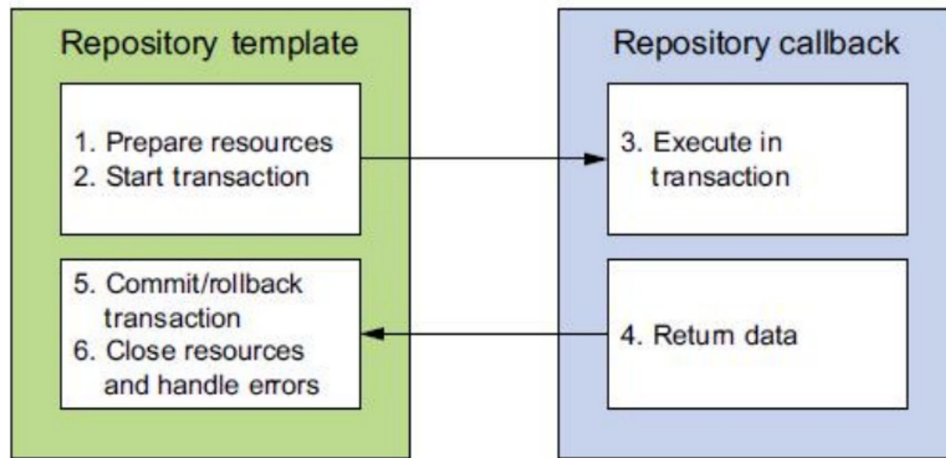 Repository template
1. Prepare resources
2. Start transaction
5. Commit/rollback
transaction
6. Close resources
and handle errors
Repository callback
3. Execute in
transaction
4. Return data